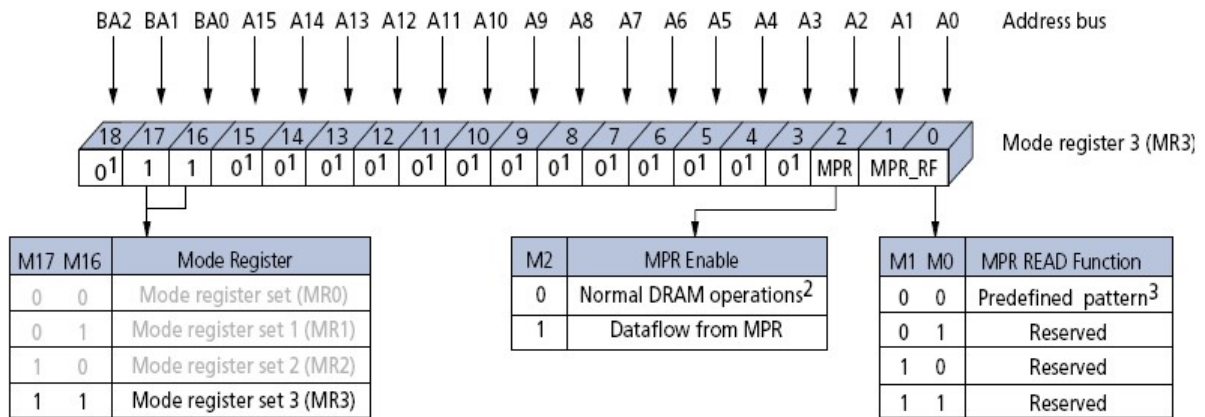 BA2 BA1 BA0 A15 A14 A13 A12 A11 A10 A9 A8 A7 A6 A5 A4 A3 A2 A1 A0 Address bus
18 17 16 15 14 13 12 11 10 9 8 7 6 5 4 3 2 1 0 Mode register 3 (MR3)
0¹ 1 1 0¹ 0¹ 0¹ 0¹ 0¹ 0¹ 0¹ 0¹ 0¹ 0¹ 0¹ 0¹ 0¹ MPR MPR_RF
M17 M16 Mode Register
0 0 Mode register set (MR0)
0 1 Mode register set 1 (MR1)
1 0 Mode register set 2 (MR2)
1 1 Mode register set 3 (MR3)
M2 MPR Enable
0 Normal DRAM operations²
1 Dataflow from MPR
M1 M0 MPR READ Function
0 0 Predefined pattern³
0 1 Reserved
1 0 Reserved
1 1 Reserved